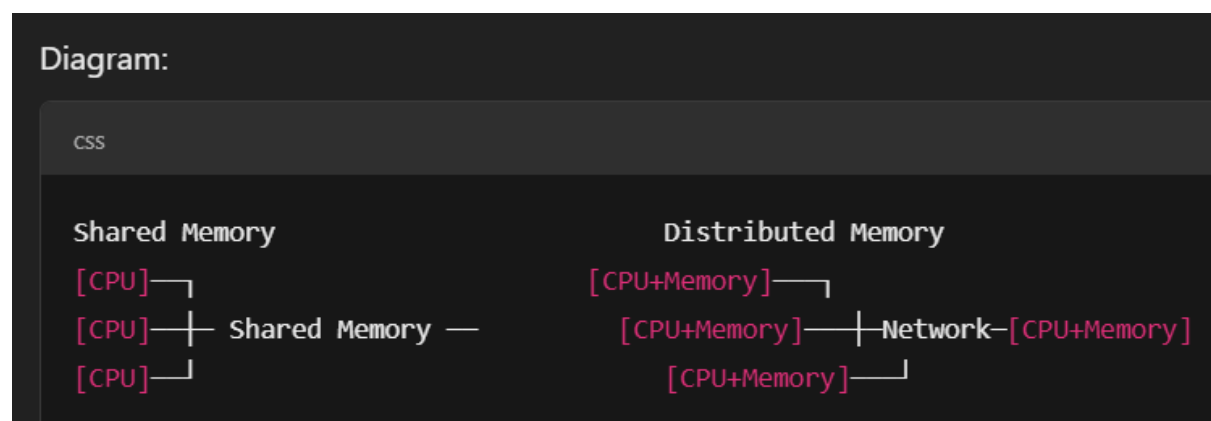 Diagram:
css
Shared Memory                         Distributed Memory
[CPU]──┐                         [CPU+Memory]───┐
[CPU]──┼─ Shared Memory ──         [CPU+Memory]───┼─Network─[CPU+Memory]
[CPU]──┘                              [CPU+Memory]───┘